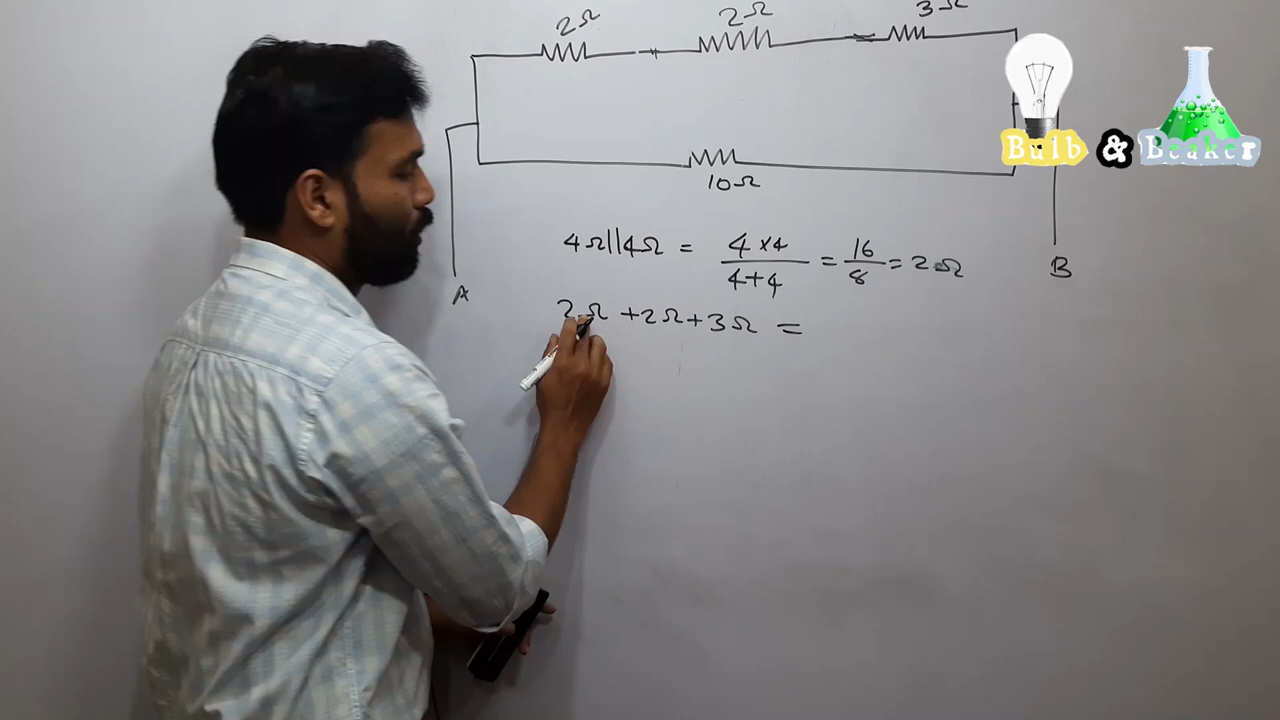 2Ω 2Ω 3Ω
Bulb & Beaker
10Ω
4Ω||4Ω = 4×4/4+4 = 16/8 = 2Ω
A B
2Ω + 2Ω + 3Ω =